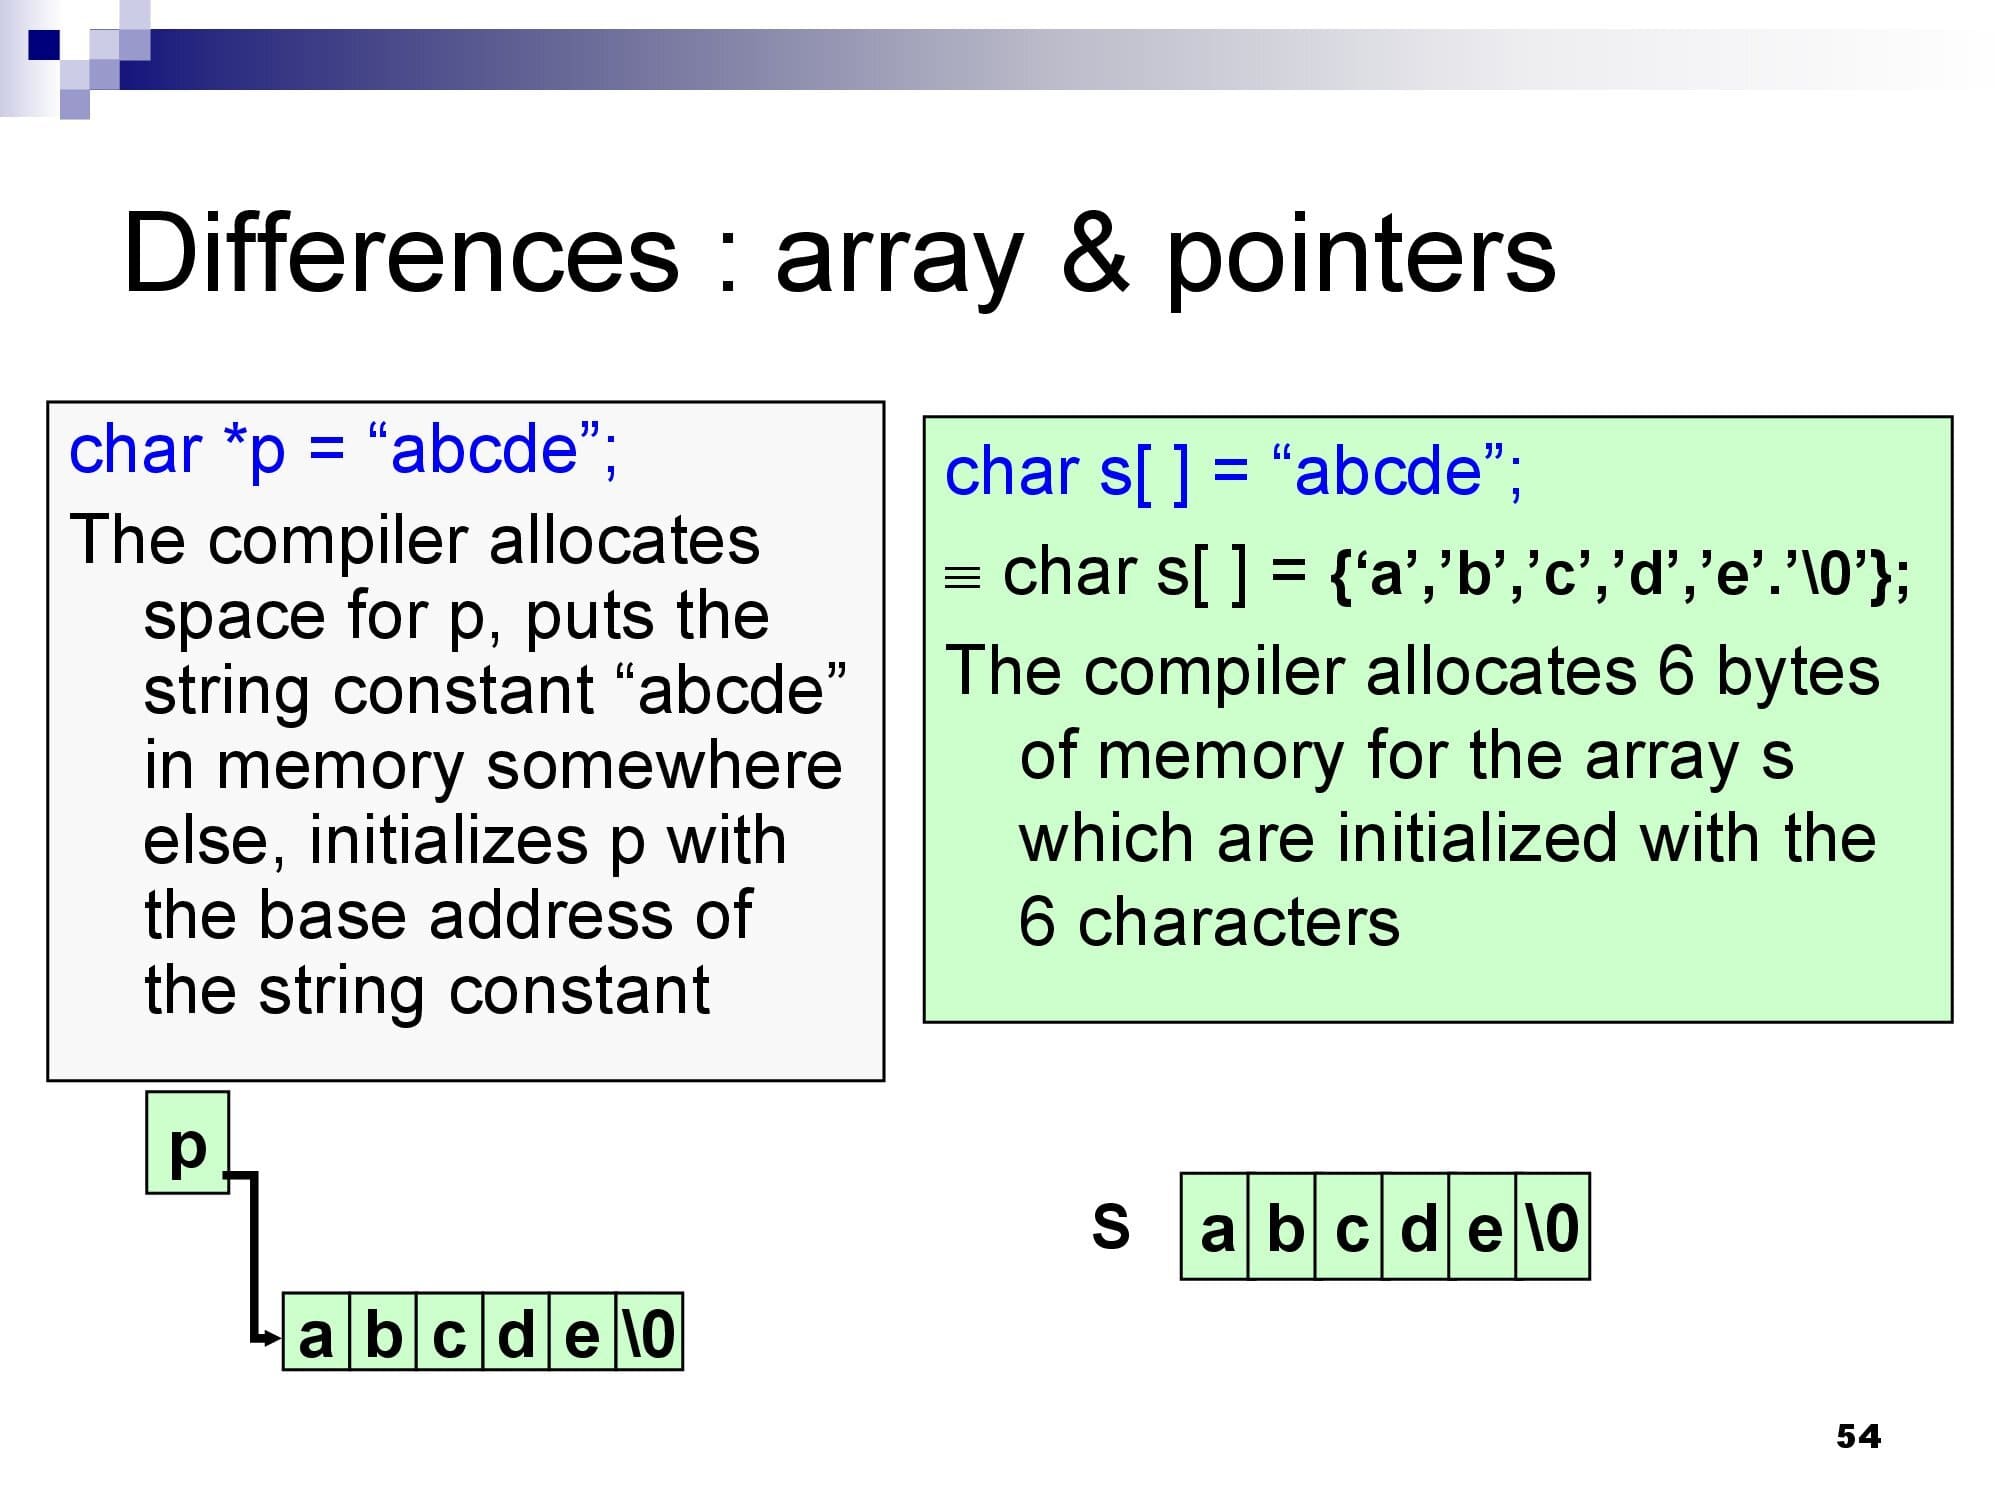 Differences : array & pointers
char *p = “abcde”;
The compiler allocates
space for p, puts the
string constant “abcde”
in memory somewhere
else, initializes p with
the base address of
the string constant
char s[ ] = “abcde”;
≡ char s[ ] = {‘a’,’b’,’c’,’d’,’e’.’\0’};
The compiler allocates 6 bytes
of memory for the array s
which are initialized with the
6 characters
p
a b c d e \0
S a b c d e \0
54